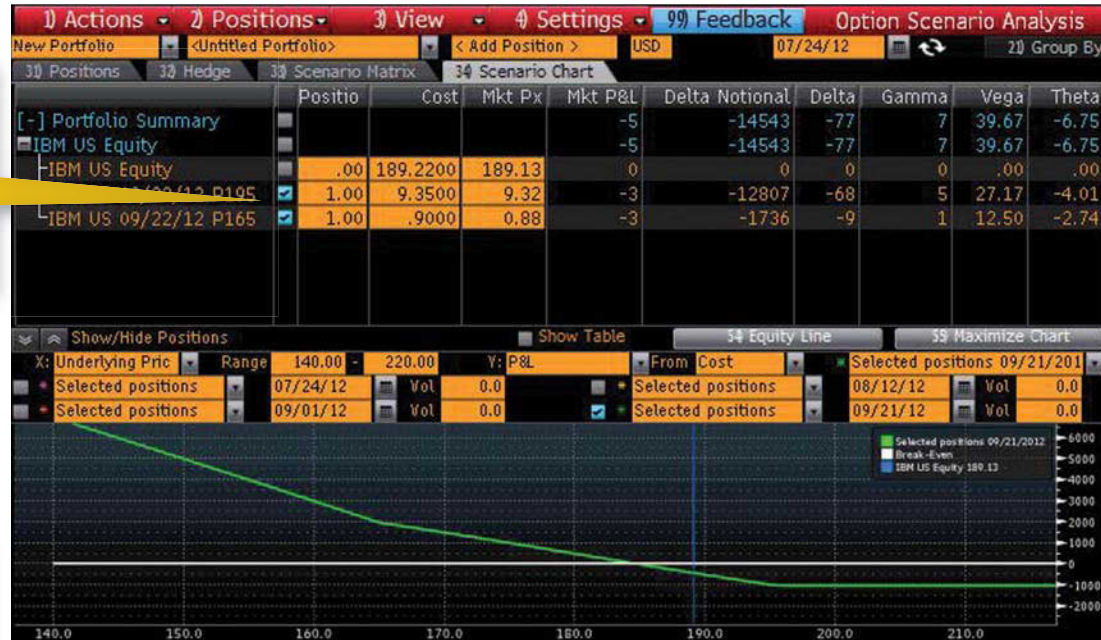 1) Actions 2) Positions 3) View 4) Settings 99) Feedback Option Scenario Analysis
New Portfolio <Untitled Portfolio> < Add Position > USD 07/24/12 21) Group By
31) Positions 32) Hedge 33) Scenario Matrix 34) Scenario Chart
Positio Cost Mkt Px Mkt P&L Delta Notional Delta Gamma Vega Theta
[-] Portfolio Summary -5 -14543 -77 7 39.67 -6.75
IBM US Equity -5 -14543 -77 7 39.67 -6.75
IBM US Equity .00 189.2200 189.13 0 0 0 0 .00 .00
P195 1.00 9.3500 9.32 -3 -12807 -68 5 27.17 -4.01
IBM US 09/22/12 P165 1.00 .9000 0.88 -3 -1736 -9 1 12.50 -2.74
Show/Hide Positions Show Table 54) Equity Line 55) Maximize Chart
X: Underlying Pric Range 140.00 - 220.00 Y: P&L From Cost Selected positions 09/21/201
Selected positions 07/24/12 Vol 0.0 Selected positions 08/12/12 Vol 0.0
Selected positions 09/01/12 Vol 0.0 Selected positions 09/21/12 Vol 0.0
Selected positions 09/21/2012
Break-Even
IBM US Equity 189.13
6000
5000
4000
3000
2000
1000
0
-1000
-2000
140.0 150.0 160.0 170.0 180.0 190.0 200.0 210.0